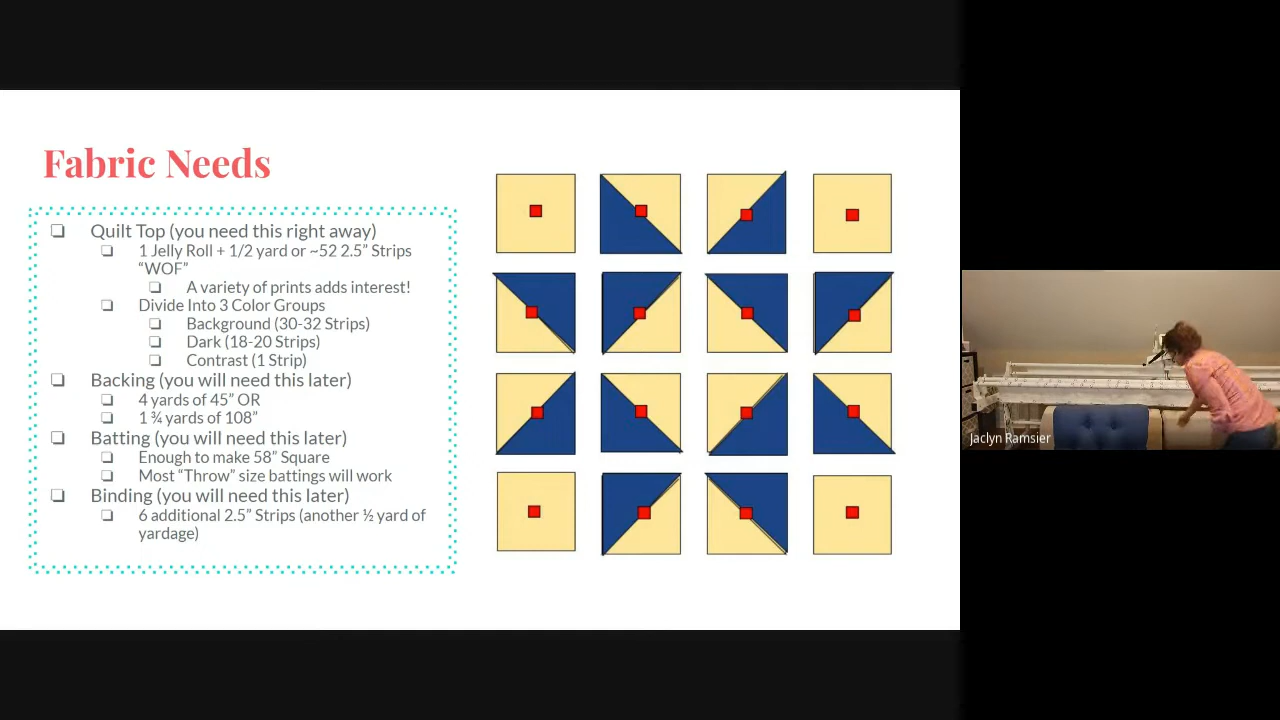 Fabric Needs
Quilt Top (you need this right away)
1 Jelly Roll + 1/2 yard or ~52 2.5” Strips
“WOF”
A variety of prints adds interest!
Divide Into 3 Color Groups
Background (30-32 Strips)
Dark (18-20 Strips)
Contrast (1 Strip)
Backing (you will need this later)
4 yards of 45” OR
1 ¾ yards of 108”
Batting (you will need this later)
Enough to make 58” Square
Most “Throw” size battings will work
Binding (you will need this later)
6 additional 2.5” Strips (another ½ yard of
yardage)
Jaclyn Ramsier